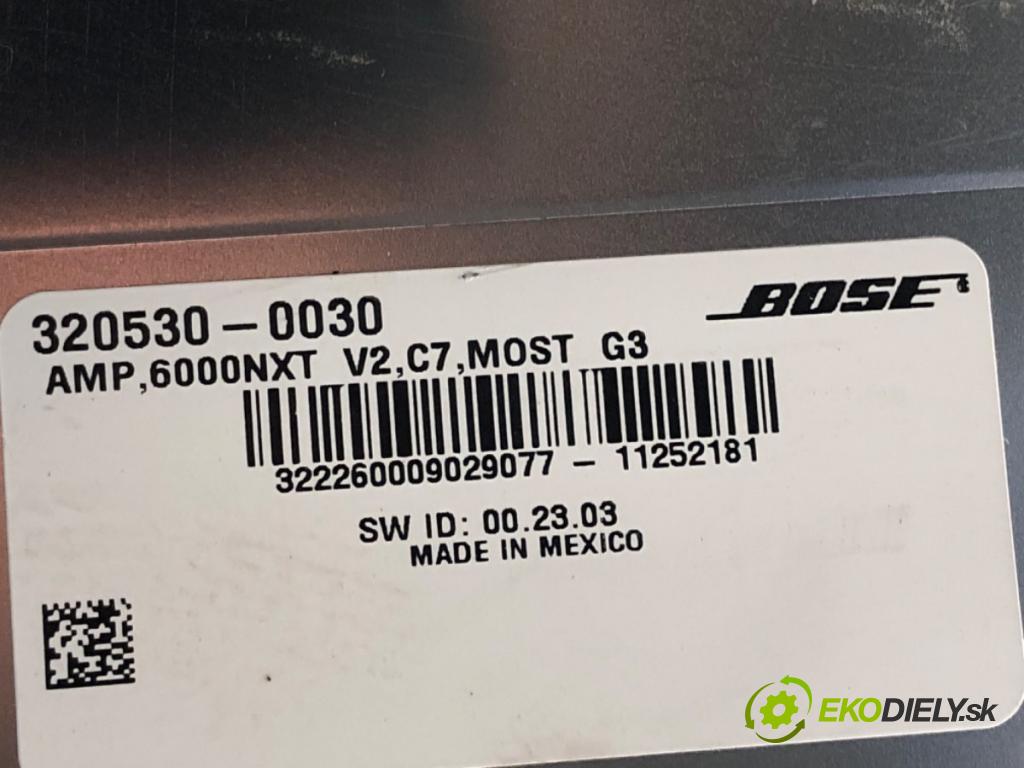 320530-0030
BOSE
AMP,6000NXT V2,C7,MOST G3
322260009029077 - 11252181
SW ID: 00.23.03
MADE IN MEXICO
EKODIELY.sk